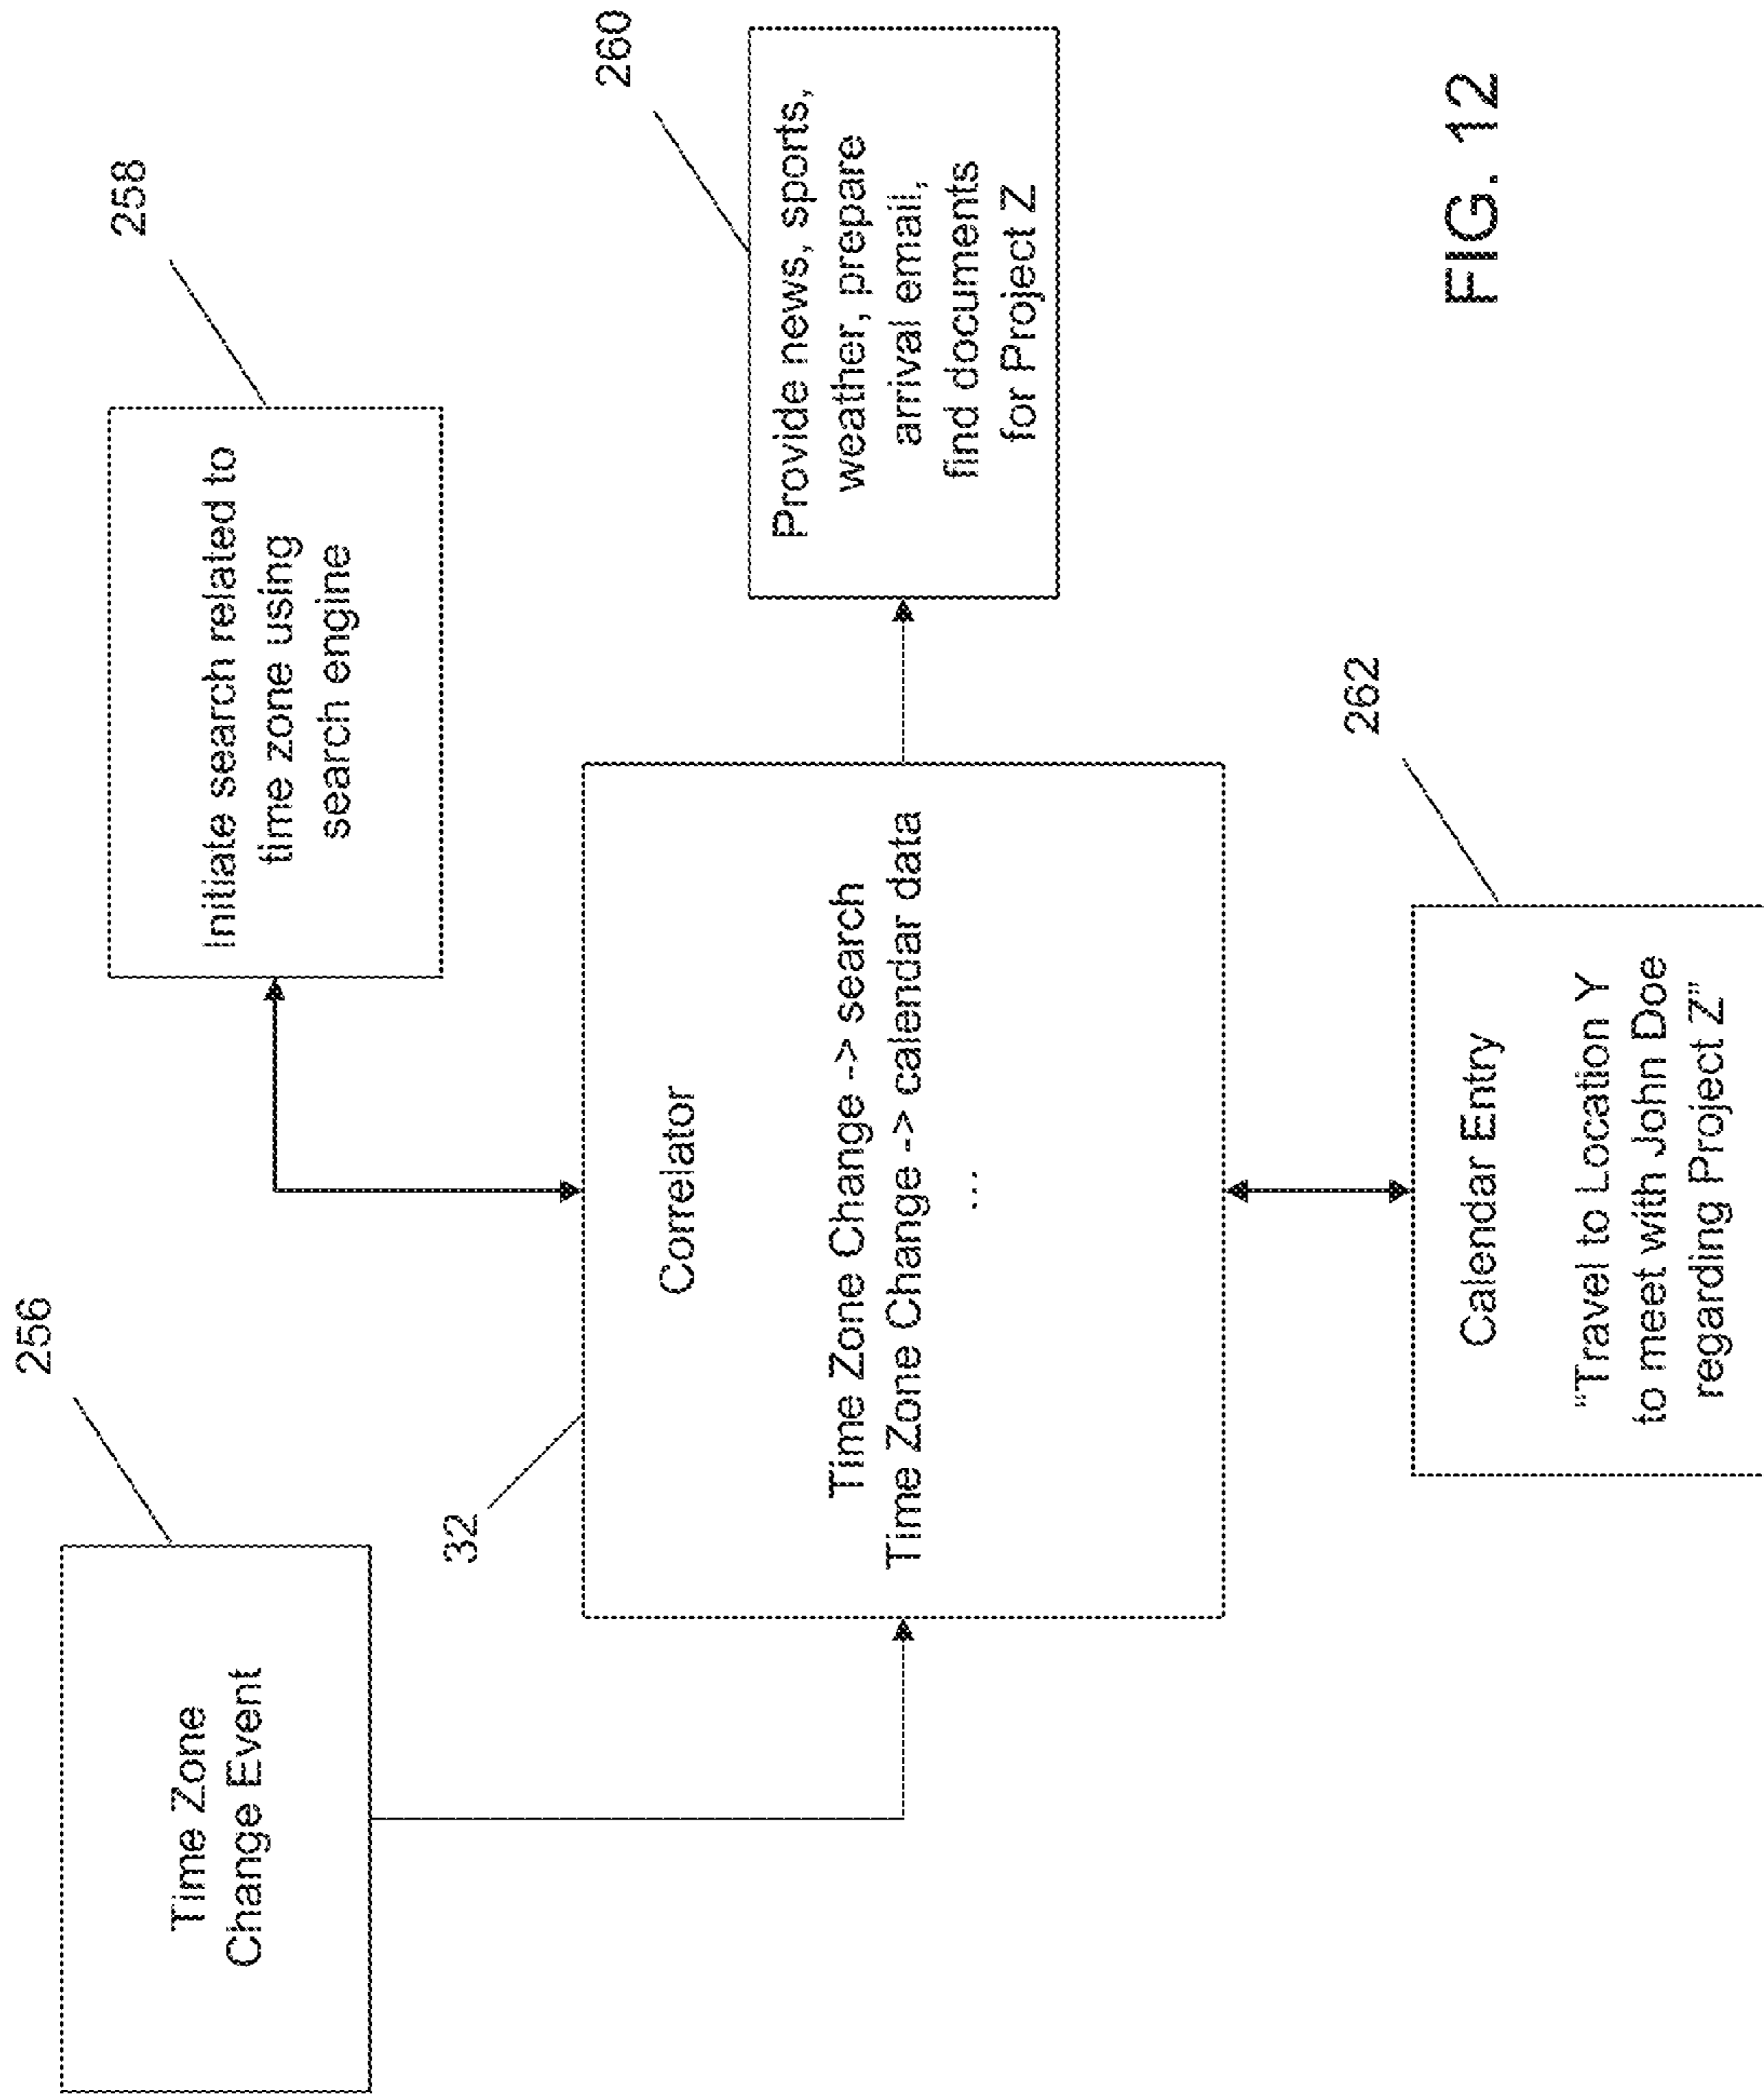 256
Time Zone
Change Event
258
Initiate search related to
time zone using
search engine
32
Correlator
Time Zone Change -> search
Time Zone Change -> calendar data
...
260
Provide news, sports,
weather, prepare
arrival email,
find documents
for Project Z
262
Calendar Entry
"Travel to Location Y
to meet with John Doe
regarding Project Z"
FIG. 12